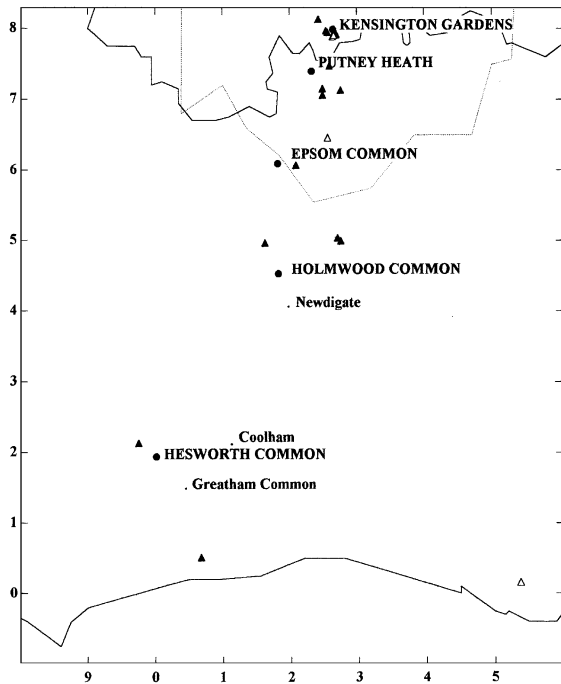 8
KENSINGTON GARDENS
PUTNEY HEATH
7
EPSOM COMMON
6
5
HOLMWOOD COMMON
Newdigate
4
3
Coolham
2
HESWORTH COMMON
Greatham Common
1
0
9 0 1 2 3 4 5